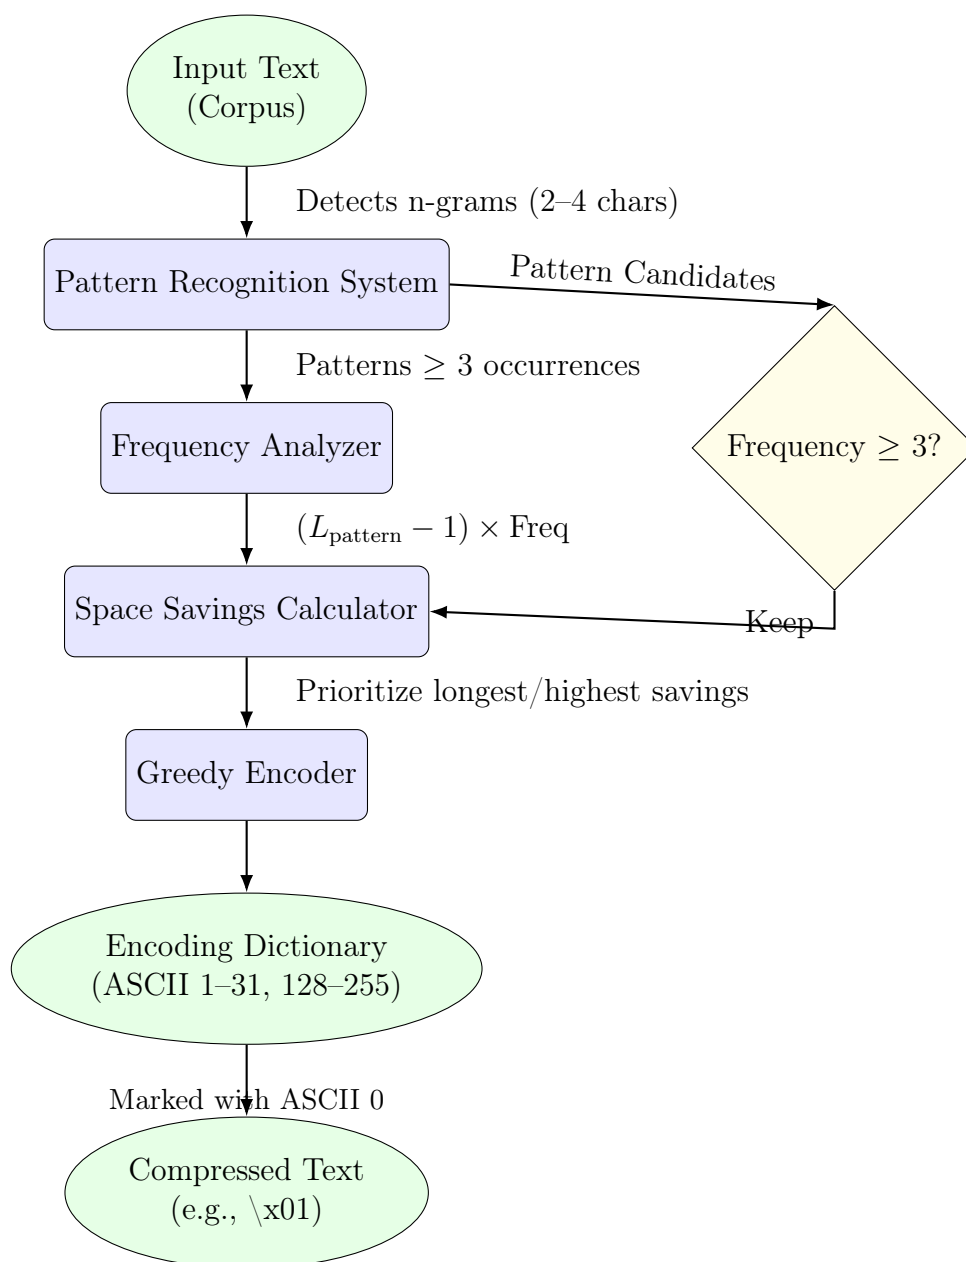 Input Text
(Corpus)
Detects n-grams (2–4 chars)
Pattern Recognition System
Pattern Candidates
Patterns ≥ 3 occurrences
Frequency Analyzer
Frequency ≥ 3?
(L_pattern − 1) × Freq
Space Savings Calculator
Keep
Prioritize longest/highest savings
Greedy Encoder
Encoding Dictionary
(ASCII 1–31, 128–255)
Marked with ASCII 0
Compressed Text
(e.g., \x01)